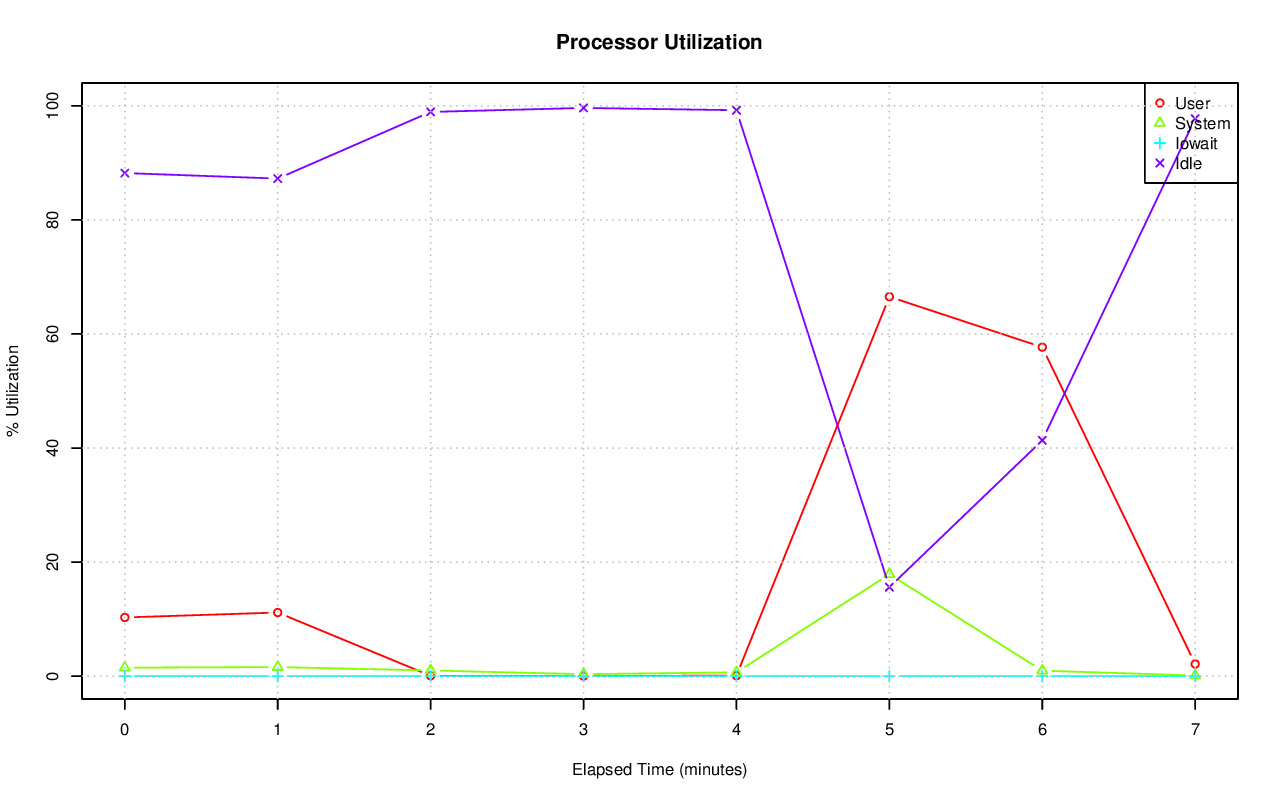 Processor Utilization
% Utilization
100
80
60
40
20
0
User
System
Iowait
Idle
0 1 2 3 4 5 6 7
Elapsed Time (minutes)